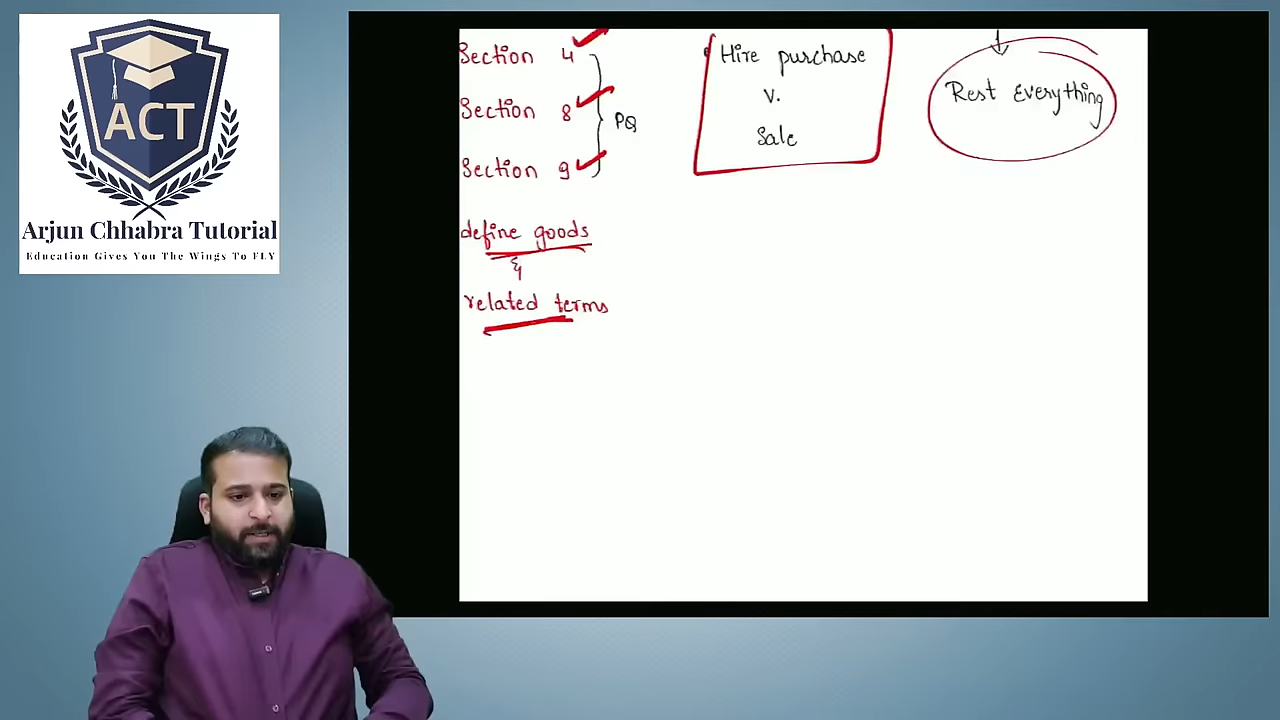 ACT
Arjun Chhabra Tutorial
Education Gives You The Wings To FLY
Section 4
Section 8
Section 9
PQ
define goods
&
related terms
Hire purchase
v.
Sale
Rest Everything